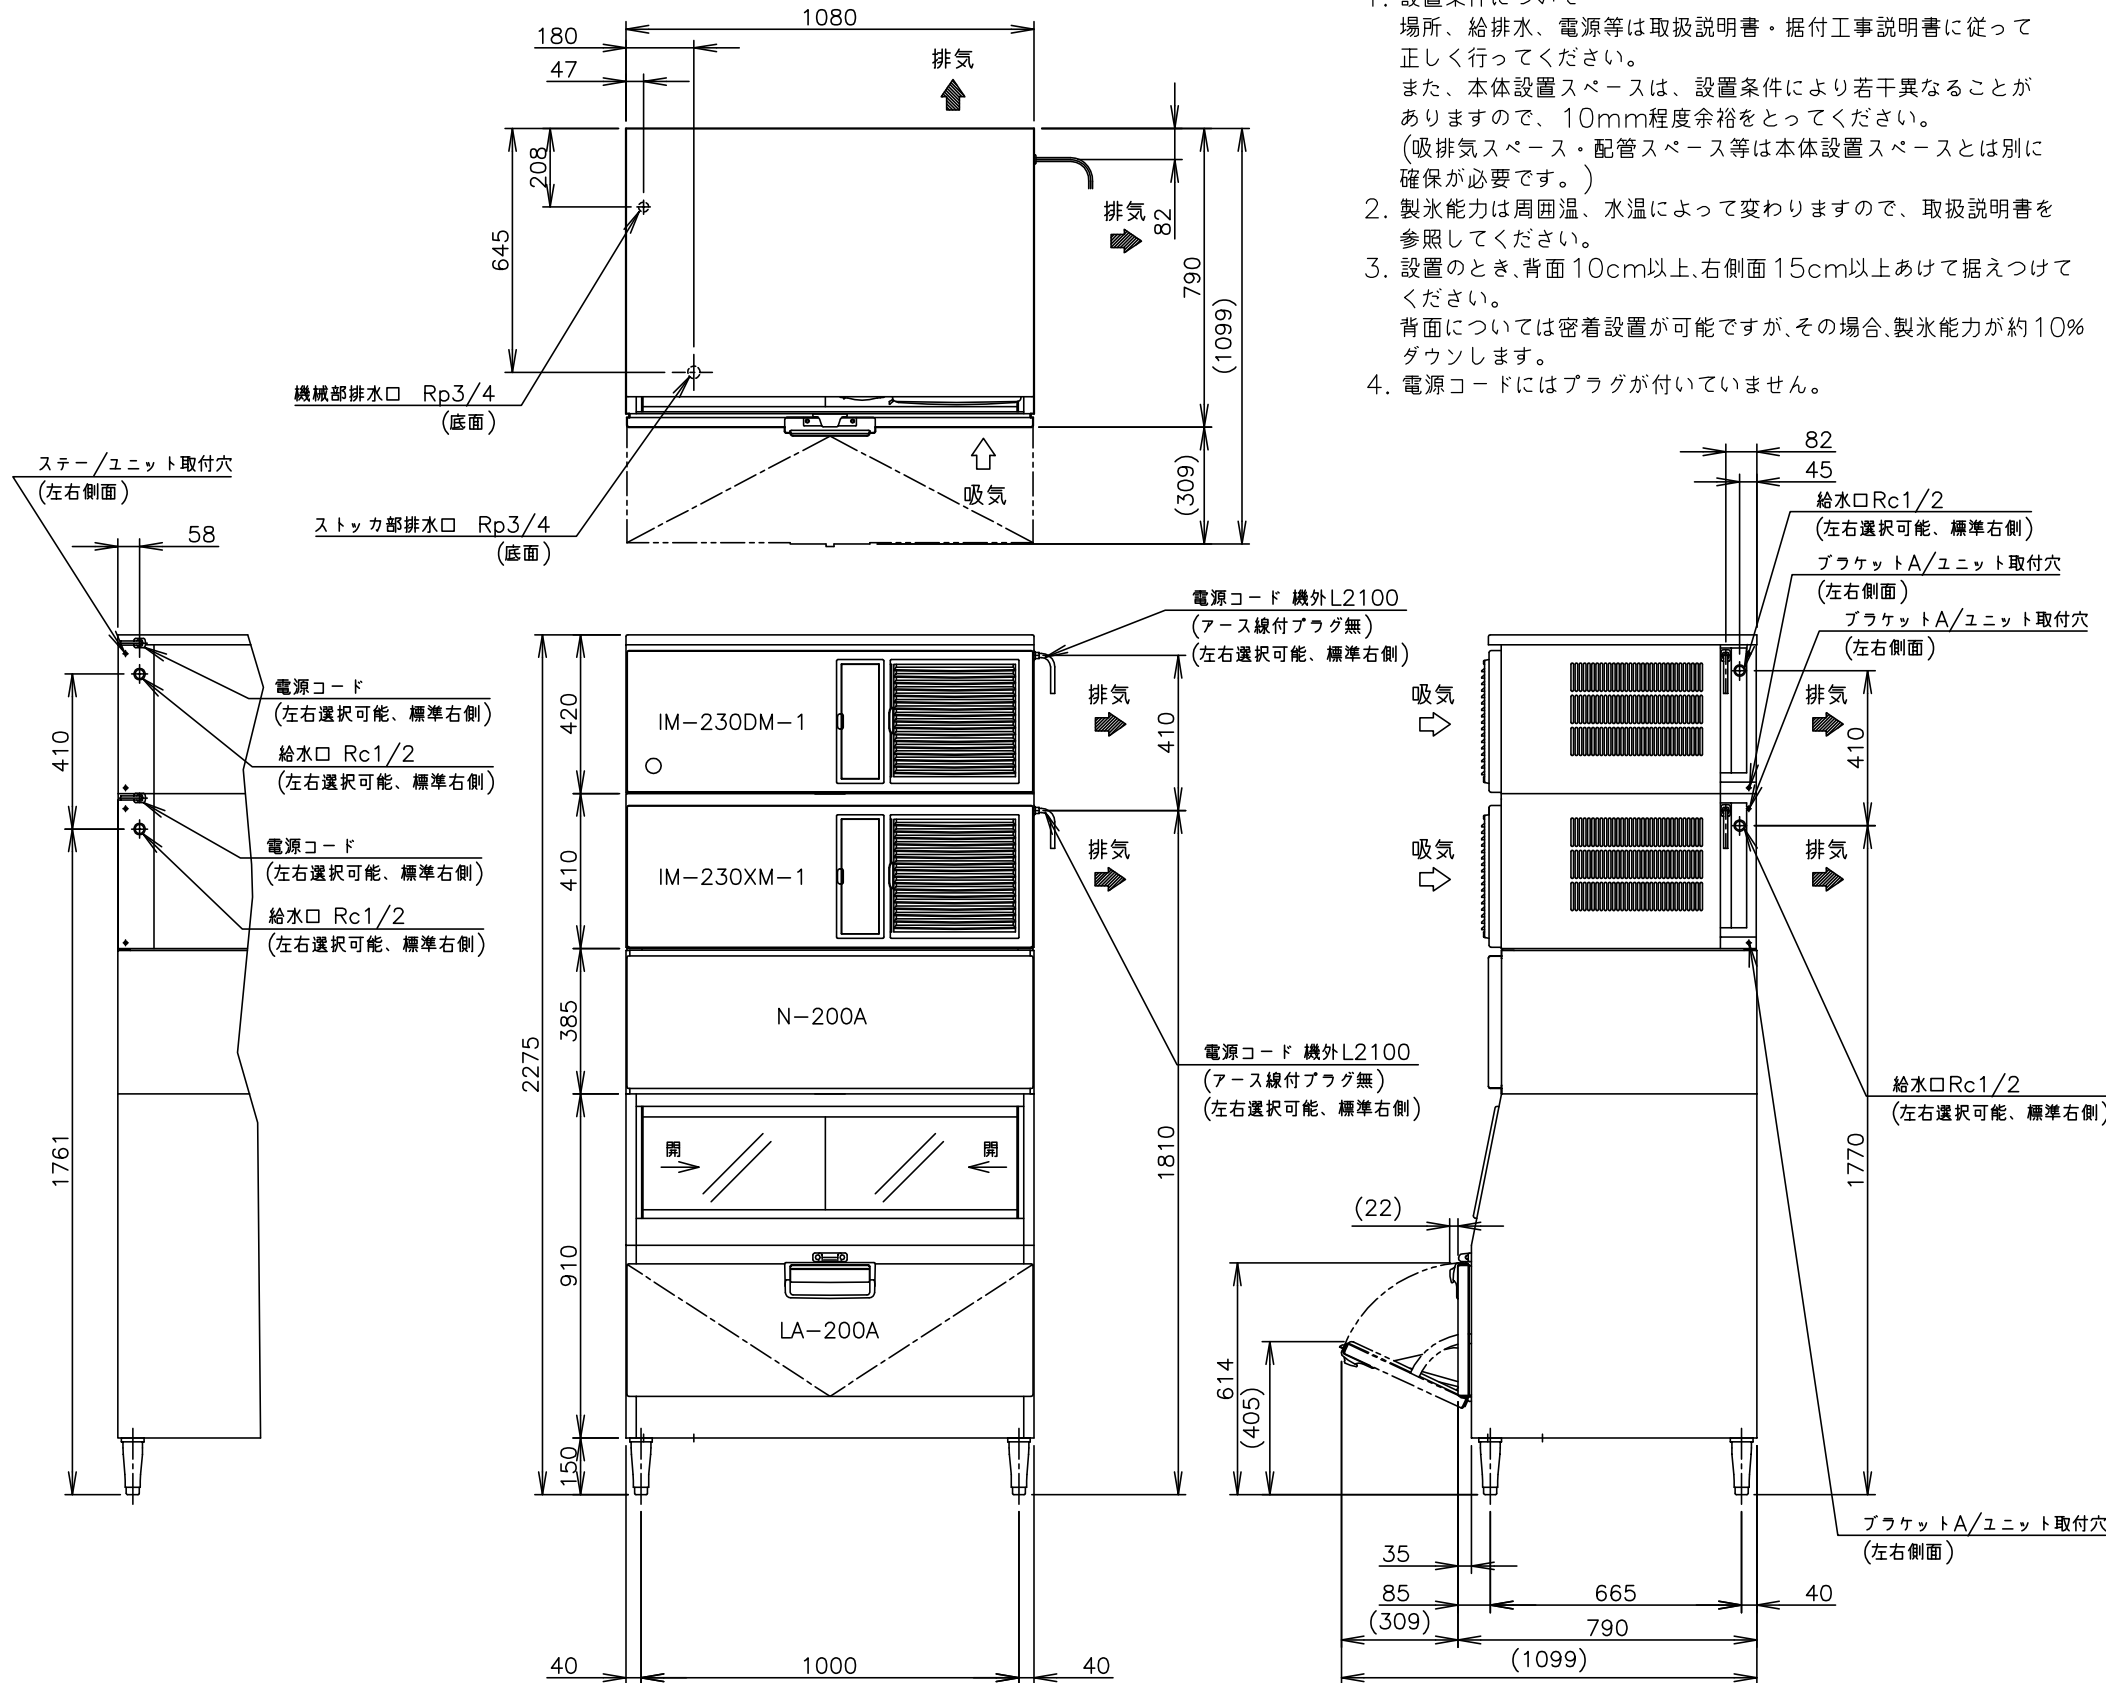 1. 設置条件について
場所、給排水、電源等は取扱説明書・据付工事説明書に従って
正しく行ってください。
また、本体設置スペースは、設置条件により若干異なることが
ありますので、10mm程度余裕をとってください。
(吸排気スペース・配管スペース等は本体設置スペースとは別に
確保が必要です。)
2. 製氷能力は周囲温、水温によって変わりますので、取扱説明書を
参照してください。
3. 設置のとき、背面10cm以上、右側面15cm以上あけて据えつけて
ください。
背面については密着設置が可能ですが、その場合、製氷能力が約10%
ダウンします。
4. 電源コードにはプラグが付いていません。
1080
180
47
排気
208
645
排気
82
790
(1099)
(309)
吸気
機械部排水口 Rp3/4
(底面)
ストッカ部排水口 Rp3/4
(底面)
ステー/ユニット取付穴
(左右側面)
58
電源コード
(左右選択可能、標準右側)
給水口 Rc1/2
(左右選択可能、標準右側)
電源コード
(左右選択可能、標準右側)
給水口 Rc1/2
(左右選択可能、標準右側)
410
1761
電源コード 機外L2100
(アース線付プラグ無)
(左右選択可能、標準右側)
IM-230DM-1
排気
420
410
IM-230XM-1
排気
410
N-200A
385
2275
電源コード 機外L2100
(アース線付プラグ無)
(左右選択可能、標準右側)
開
開
910
1810
LA-200A
150
40
1000
40
82
45
給水口Rc1/2
(左右選択可能、標準右側)
ブラケットA/ユニット取付穴
(左右側面)
ブラケットA/ユニット取付穴
(左右側面)
吸気
排気
410
吸気
排気
給水口Rc1/2
(左右選択可能、標準右側)
1770
(22)
614
(405)
ブラケットA/ユニット取付穴
(左右側面)
35
85
665
40
(309)
790
(1099)